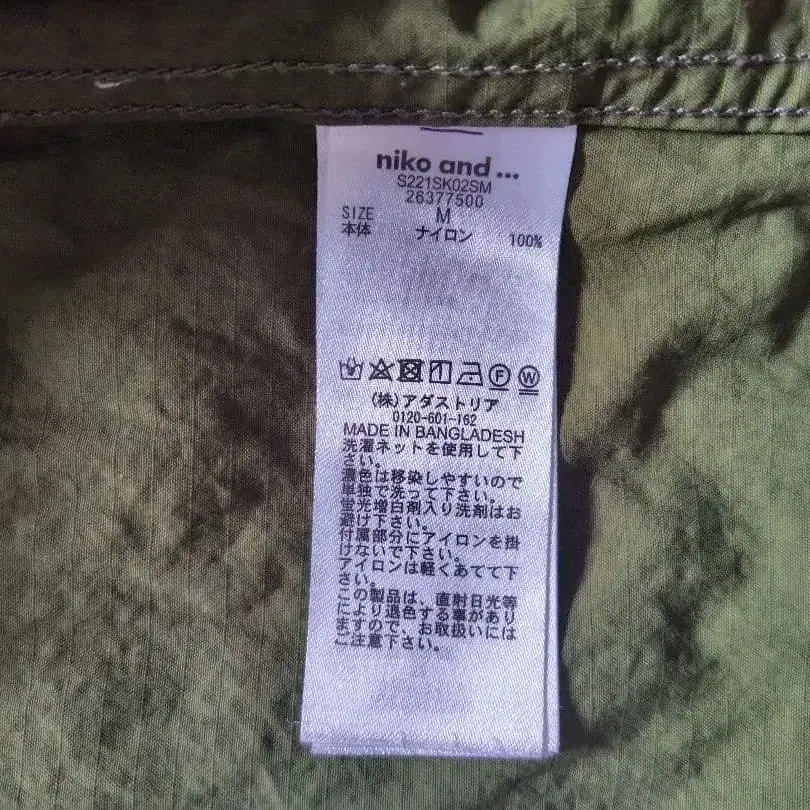 niko and ...
S221SK02SM
26377500
SIZE M
本体 ナイロン 100%
(株)アダストリア
0120-601-162
MADE IN BANGLADESH
洗濯ネットを使用して下
さい。
濃色は移染しやすいので
単独で洗って下さい。
蛍光増白剤入り洗剤はお
避け下さい。
付属部分にアイロンを掛
けないで下さい。
アイロンは軽くあてて下
さい。
この製品は、直射日光等
により退色する事があり
ますので、お取扱いには
ご注意下さい。